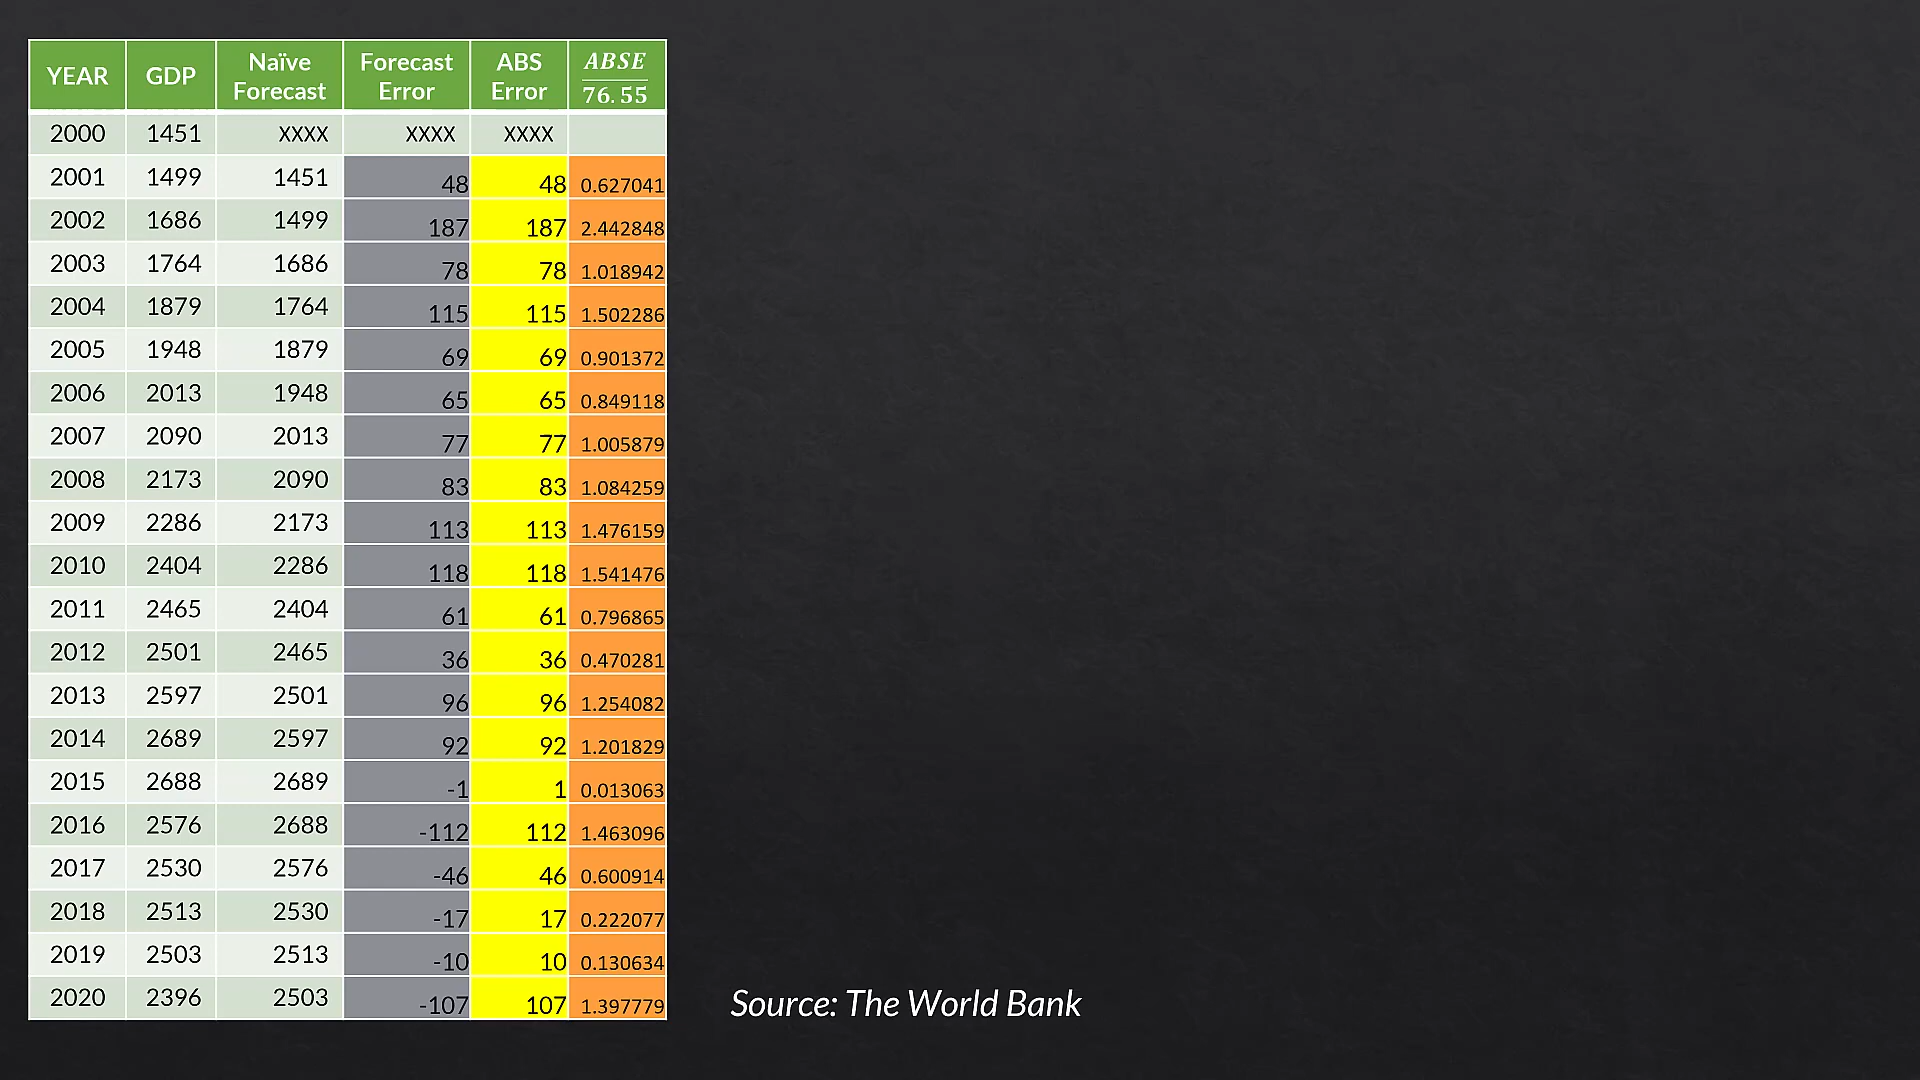 YEAR GDP Naïve Forecast Forecast Error ABS Error ABSE/76.55
2000 1451 XXXX XXXX XXXX
2001 1499 1451 48 48 0.627041
2002 1686 1499 187 187 2.442848
2003 1764 1686 78 78 1.018942
2004 1879 1764 115 115 1.502286
2005 1948 1879 69 69 0.901372
2006 2013 1948 65 65 0.849118
2007 2090 2013 77 77 1.005879
2008 2173 2090 83 83 1.084259
2009 2286 2173 113 113 1.476159
2010 2404 2286 118 118 1.541476
2011 2465 2404 61 61 0.796865
2012 2501 2465 36 36 0.470281
2013 2597 2501 96 96 1.254082
2014 2689 2597 92 92 1.201829
2015 2688 2689 -1 1 0.013063
2016 2576 2688 -112 112 1.463096
2017 2530 2576 -46 46 0.600914
2018 2513 2530 -17 17 0.222077
2019 2503 2513 -10 10 0.130634
2020 2396 2503 -107 107 1.397779
Source: The World Bank